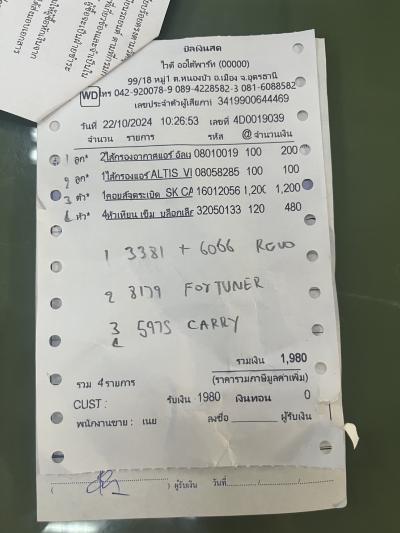 บิลเงินสด
ไวดี ออโต้พาร์ท (00000)
99/18 หมู่1 ต.หนองบัว อ.เมือง จ.อุดรธานี
WD โทร 042-920078-9 089-4228582-3 081-6088582
เลขประจำตัวผู้เสียภาษี 3419900644469
วันที่ 22/10/2024 10:26:53 เลขที่ 4D0019039
จำนวน รายการ รหัส @ จำนวนเงิน
1 ลูก* 2 ไส้กรองอากาศแอร์ 08010019 100 200
2 ลูก* 1 ไส้กรองแอร์ ALTIS VI 08058285 100 100
3 ตัว* 1 คอยล์จุดระเบิด SK CA 16012056 1,200 1,200
หัว* 4 หัวเทียน เข็ม 32050133 120 480
1 3381 + 6066 REVO
2 8179 FORTUNER
3 5975 CARRY
4
รวมเงิน 1,980
รวม 4 รายการ (ราคารวมภาษีมูลค่าเพิ่ม)
CUST : รับเงิน 1980 เงินทอน 0
พนักงานขาย : เนย ลงชื่อ ผู้รับเงิน
( ) ผู้รับเงิน วันที่ / /